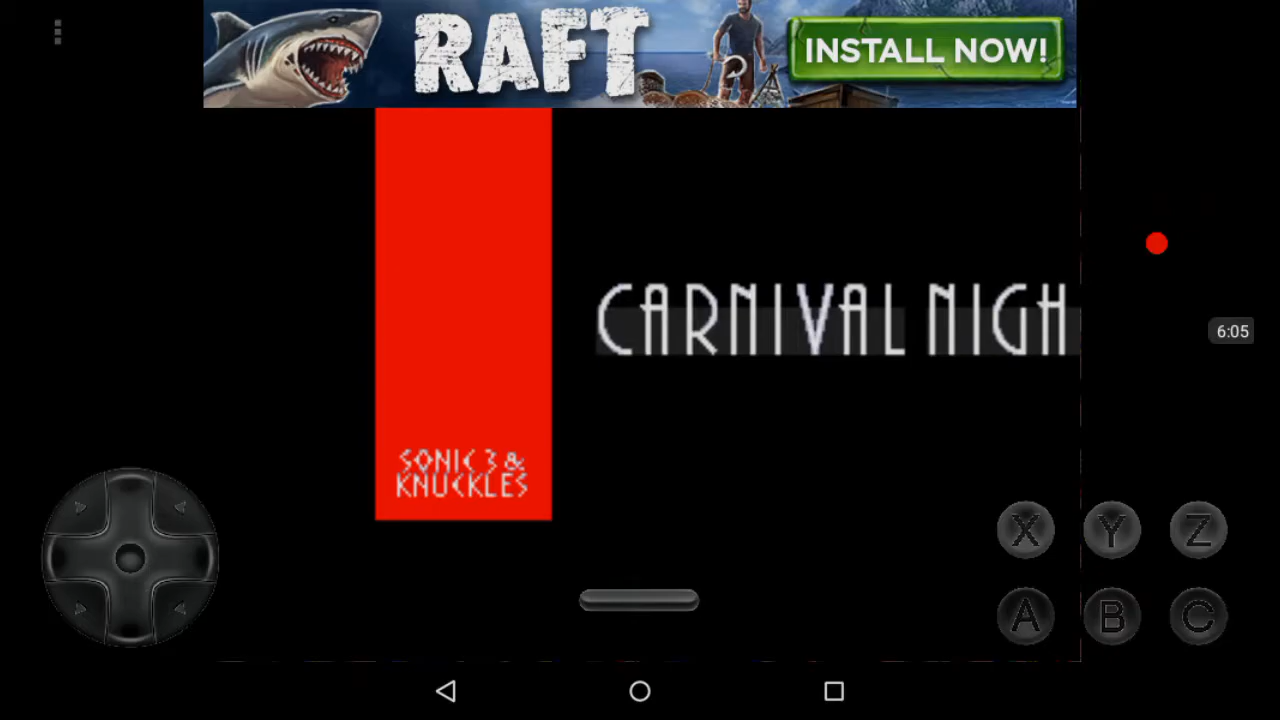 RAFT
INSTALL NOW!
CARNIVAL NIGH
6:05
SONIC 3 &
KNUCKLES
X Y Z
A B C